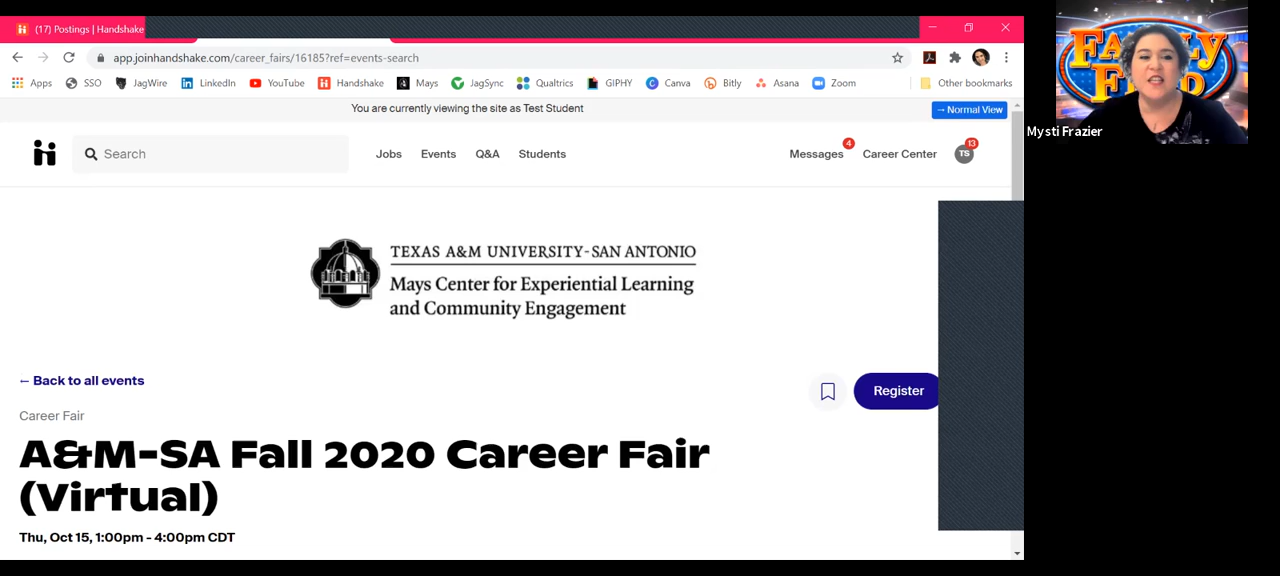 (17) Postings | Handshake
app.joinhandshake.com/career_fairs/16185?ref=events-search
Apps SSO JagWire LinkedIn YouTube Handshake Mays JagSync Qualtrics GIPHY Canva Bitly Asana Zoom Other bookmarks
You are currently viewing the site as Test Student
→ Normal View
Search
Jobs Events Q&A Students
Messages 4 Career Center TS 13
TEXAS A&M UNIVERSITY-SAN ANTONIO
Mays Center for Experiential Learning
and Community Engagement
← Back to all events
Register
Career Fair
A&M-SA Fall 2020 Career Fair
(Virtual)
Thu, Oct 15, 1:00pm - 4:00pm CDT
FAMILY
Mysti Frazier